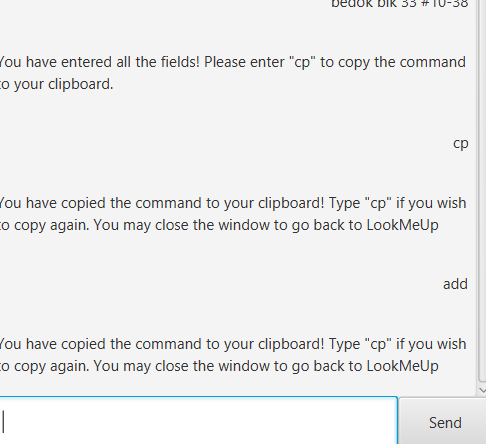 bedok blk 33 #10-38
You have entered all the fields! Please enter "cp" to copy the command
to your clipboard.
cp
You have copied the command to your clipboard! Type "cp" if you wish
to copy again. You may close the window to go back to LookMeUp
add
You have copied the command to your clipboard! Type "cp" if you wish
to copy again. You may close the window to go back to LookMeUp
Send